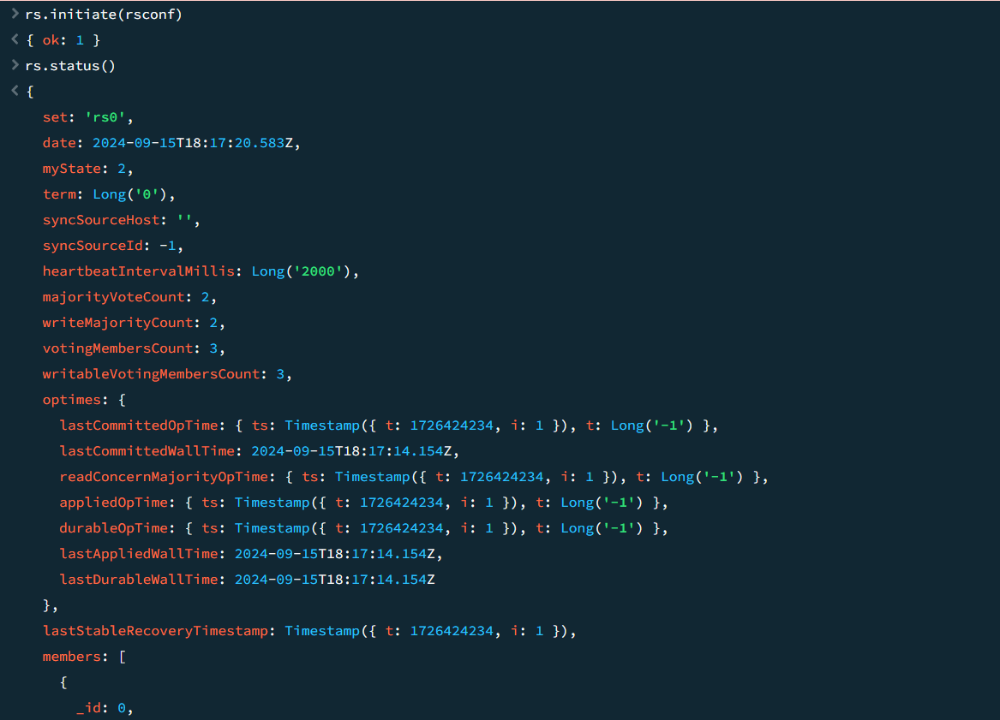 > rs.initiate(rsconf)
< { ok: 1 }
> rs.status()
< {
set: 'rs0',
date: 2024-09-15T18:17:20.583Z,
myState: 2,
term: Long('0'),
syncSourceHost: '',
syncSourceId: -1,
heartbeatIntervalMillis: Long('2000'),
majorityVoteCount: 2,
writeMajorityCount: 2,
votingMembersCount: 3,
writableVotingMembersCount: 3,
optimes: {
lastCommittedOpTime: { ts: Timestamp({ t: 1726424234, i: 1 }), t: Long('-1') },
lastCommittedWallTime: 2024-09-15T18:17:14.154Z,
readConcernMajorityOpTime: { ts: Timestamp({ t: 1726424234, i: 1 }), t: Long('-1') },
appliedOpTime: { ts: Timestamp({ t: 1726424234, i: 1 }), t: Long('-1') },
durableOpTime: { ts: Timestamp({ t: 1726424234, i: 1 }), t: Long('-1') },
lastAppliedWallTime: 2024-09-15T18:17:14.154Z,
lastDurableWallTime: 2024-09-15T18:17:14.154Z
},
lastStableRecoveryTimestamp: Timestamp({ t: 1726424234, i: 1 }),
members: [
{
_id: 0,